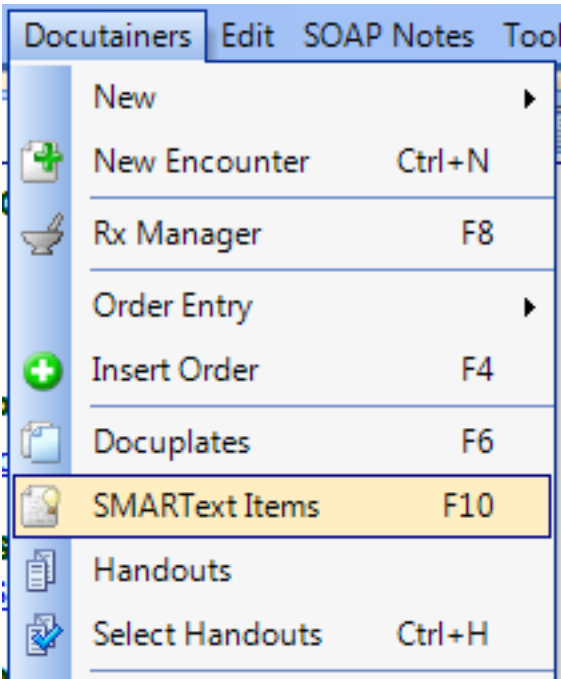 Docutainers Edit SOAP Notes Tool
New
New Encounter Ctrl+N
Rx Manager F8
Order Entry
Insert Order F4
Docuplates F6
SMARText Items F10
Handouts
Select Handouts Ctrl+H